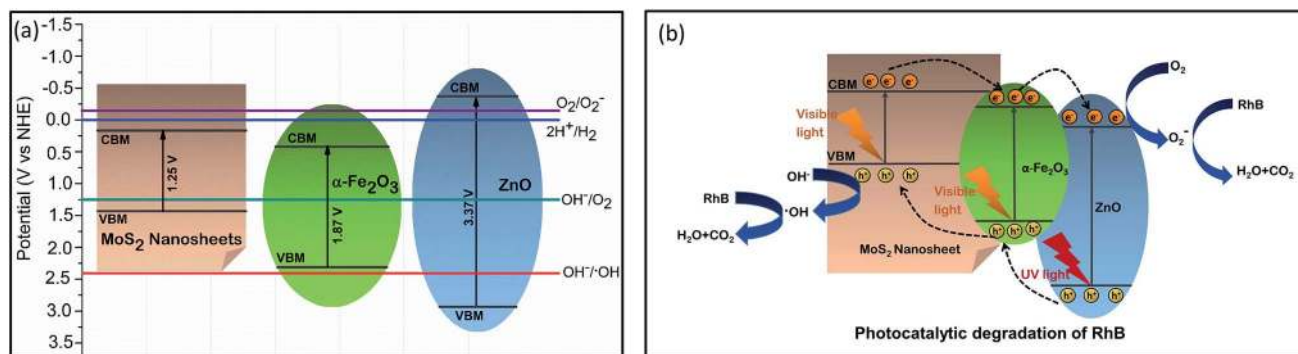 (a)
Potential (V vs NHE)
-1.5
-1.0
-0.5
0.0
0.5
1.0
1.5
2.0
2.5
3.0
3.5
CBM
1.25 V
VBM
MoS₂ Nanosheets
CBM
α-Fe₂O₃
1.87 V
VBM
CBM
ZnO
3.37 V
VBM
O₂/O₂⁻
2H⁺/H₂
OH⁻/O₂
OH⁻/·OH
(b)
CBM
e⁻ e⁻ e⁻
Visible
light
VBM
h⁺ h⁺ h⁺
OH⁻
RhB
·OH
H₂O+CO₂
MoS₂ Nanosheet
e⁻ e⁻ e⁻
α-Fe₂O₃
Visible
light
h⁺ h⁺ h⁺
e⁻ e⁻ e⁻
ZnO
UV light
h⁺ h⁺ h⁺
O₂
RhB
O₂⁻
H₂O+CO₂
Photocatalytic degradation of RhB